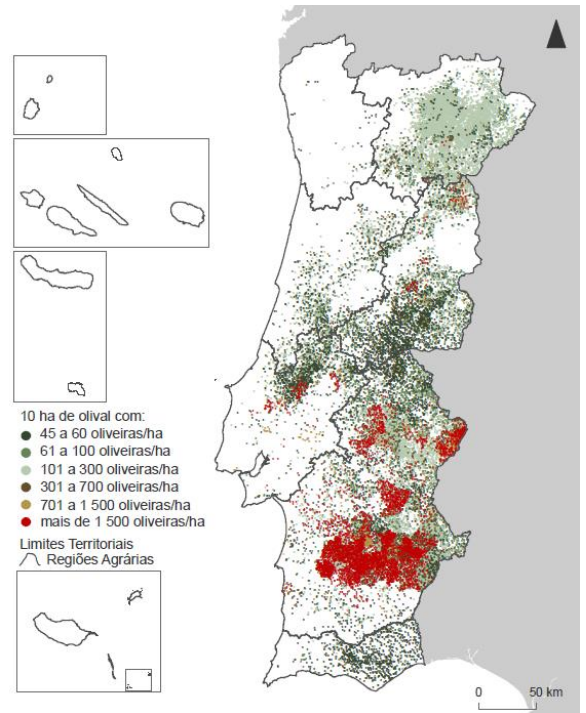 10 ha de olival com:
45 a 60 oliveiras/ha
61 a 100 oliveiras/ha
101 a 300 oliveiras/ha
301 a 700 oliveiras/ha
701 a 1 500 oliveiras/ha
mais de 1 500 oliveiras/ha
Limites Territoriais
Regiões Agrárias
0 50 km